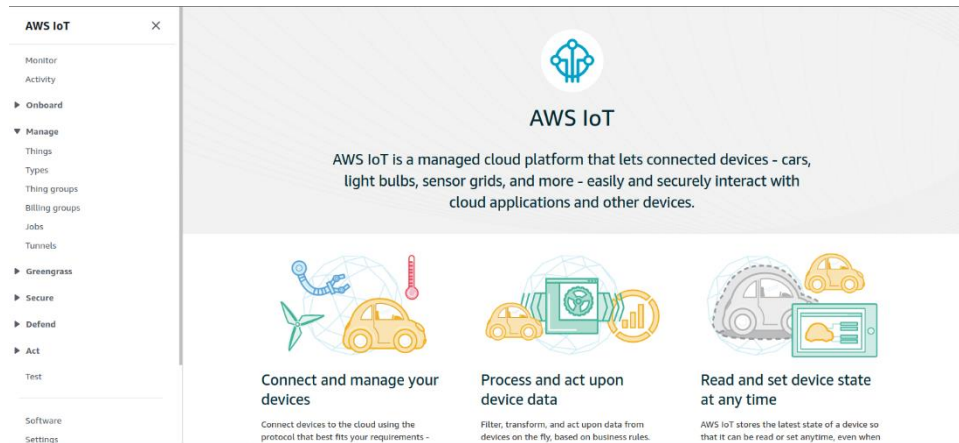 AWS IoT
Monitor
Activity
Onboard
Manage
Things
Types
Thing groups
Billing groups
Jobs
Tunnels
Greengrass
Secure
Defend
Act
Test
Software
Settings
AWS IoT
AWS IoT is a managed cloud platform that lets connected devices - cars,
light bulbs, sensor grids, and more - easily and securely interact with
cloud applications and other devices.
Connect and manage your
devices
Connect devices to the cloud using the
protocol that best fits your requirements -
Process and act upon
device data
Filter, transform, and act upon data from
devices on the fly, based on business rules.
Read and set device state
at any time
AWS IoT stores the latest state of a device so
that it can be read or set anytime, even when